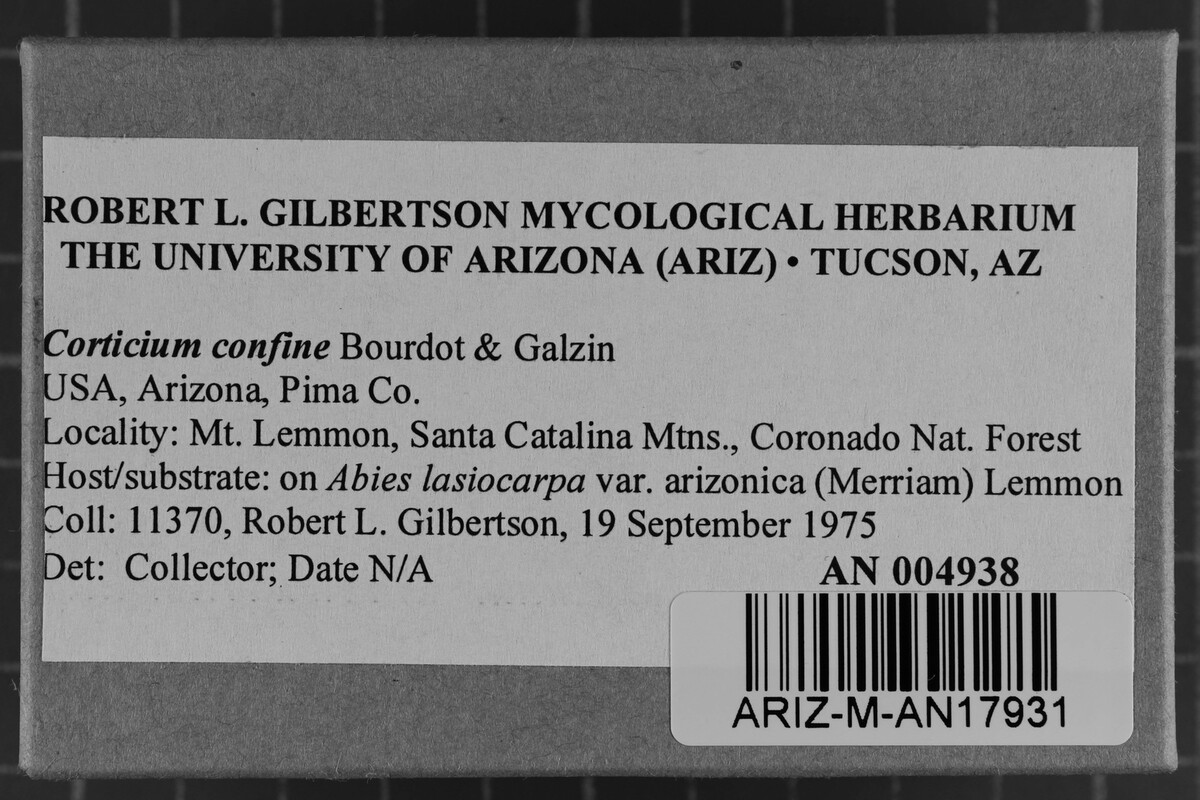 ROBERT L. GILBERTSON MYCOLOGICAL HERBARIUM
THE UNIVERSITY OF ARIZONA (ARIZ) • TUCSON, AZ
Corticium confine Bourdot & Galzin
USA, Arizona, Pima Co.
Locality: Mt. Lemmon, Santa Catalina Mtns., Coronado Nat. Forest
Host/substrate: on Abies lasiocarpa var. arizonica (Merriam) Lemmon
Coll: 11370, Robert L. Gilbertson, 19 September 1975
Det: Collector; Date N/A
AN 004938
ARIZ-M-AN17931